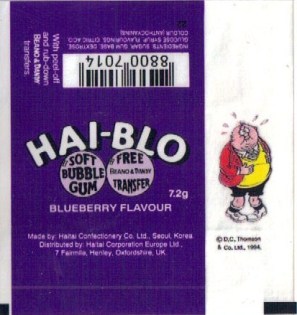 With peel-off
and rub-down
BEANO & DANDY
transfers.
INGREDIENTS: SUGAR, GUM BASE, DEXTROSE,
GLUCOSE SYRUP, FLAVOURINGS, CITRIC ACID,
COLOUR (ANTHOCYANINS)
8800 7014
HAI-BLO
SOFT
BUBBLE
GUM
FREE
BEANO & DANDY
TRANSFER
7.2g
BLUEBERRY FLAVOUR
Made by: Haitai Confectionery Co. Ltd., Seoul, Korea.
Distributed by: Haitai Corporation Europe Ltd.,
7 Fairmile, Henley, Oxfordshire, UK
© D.C. Thomson
& Co. Ltd., 1994.